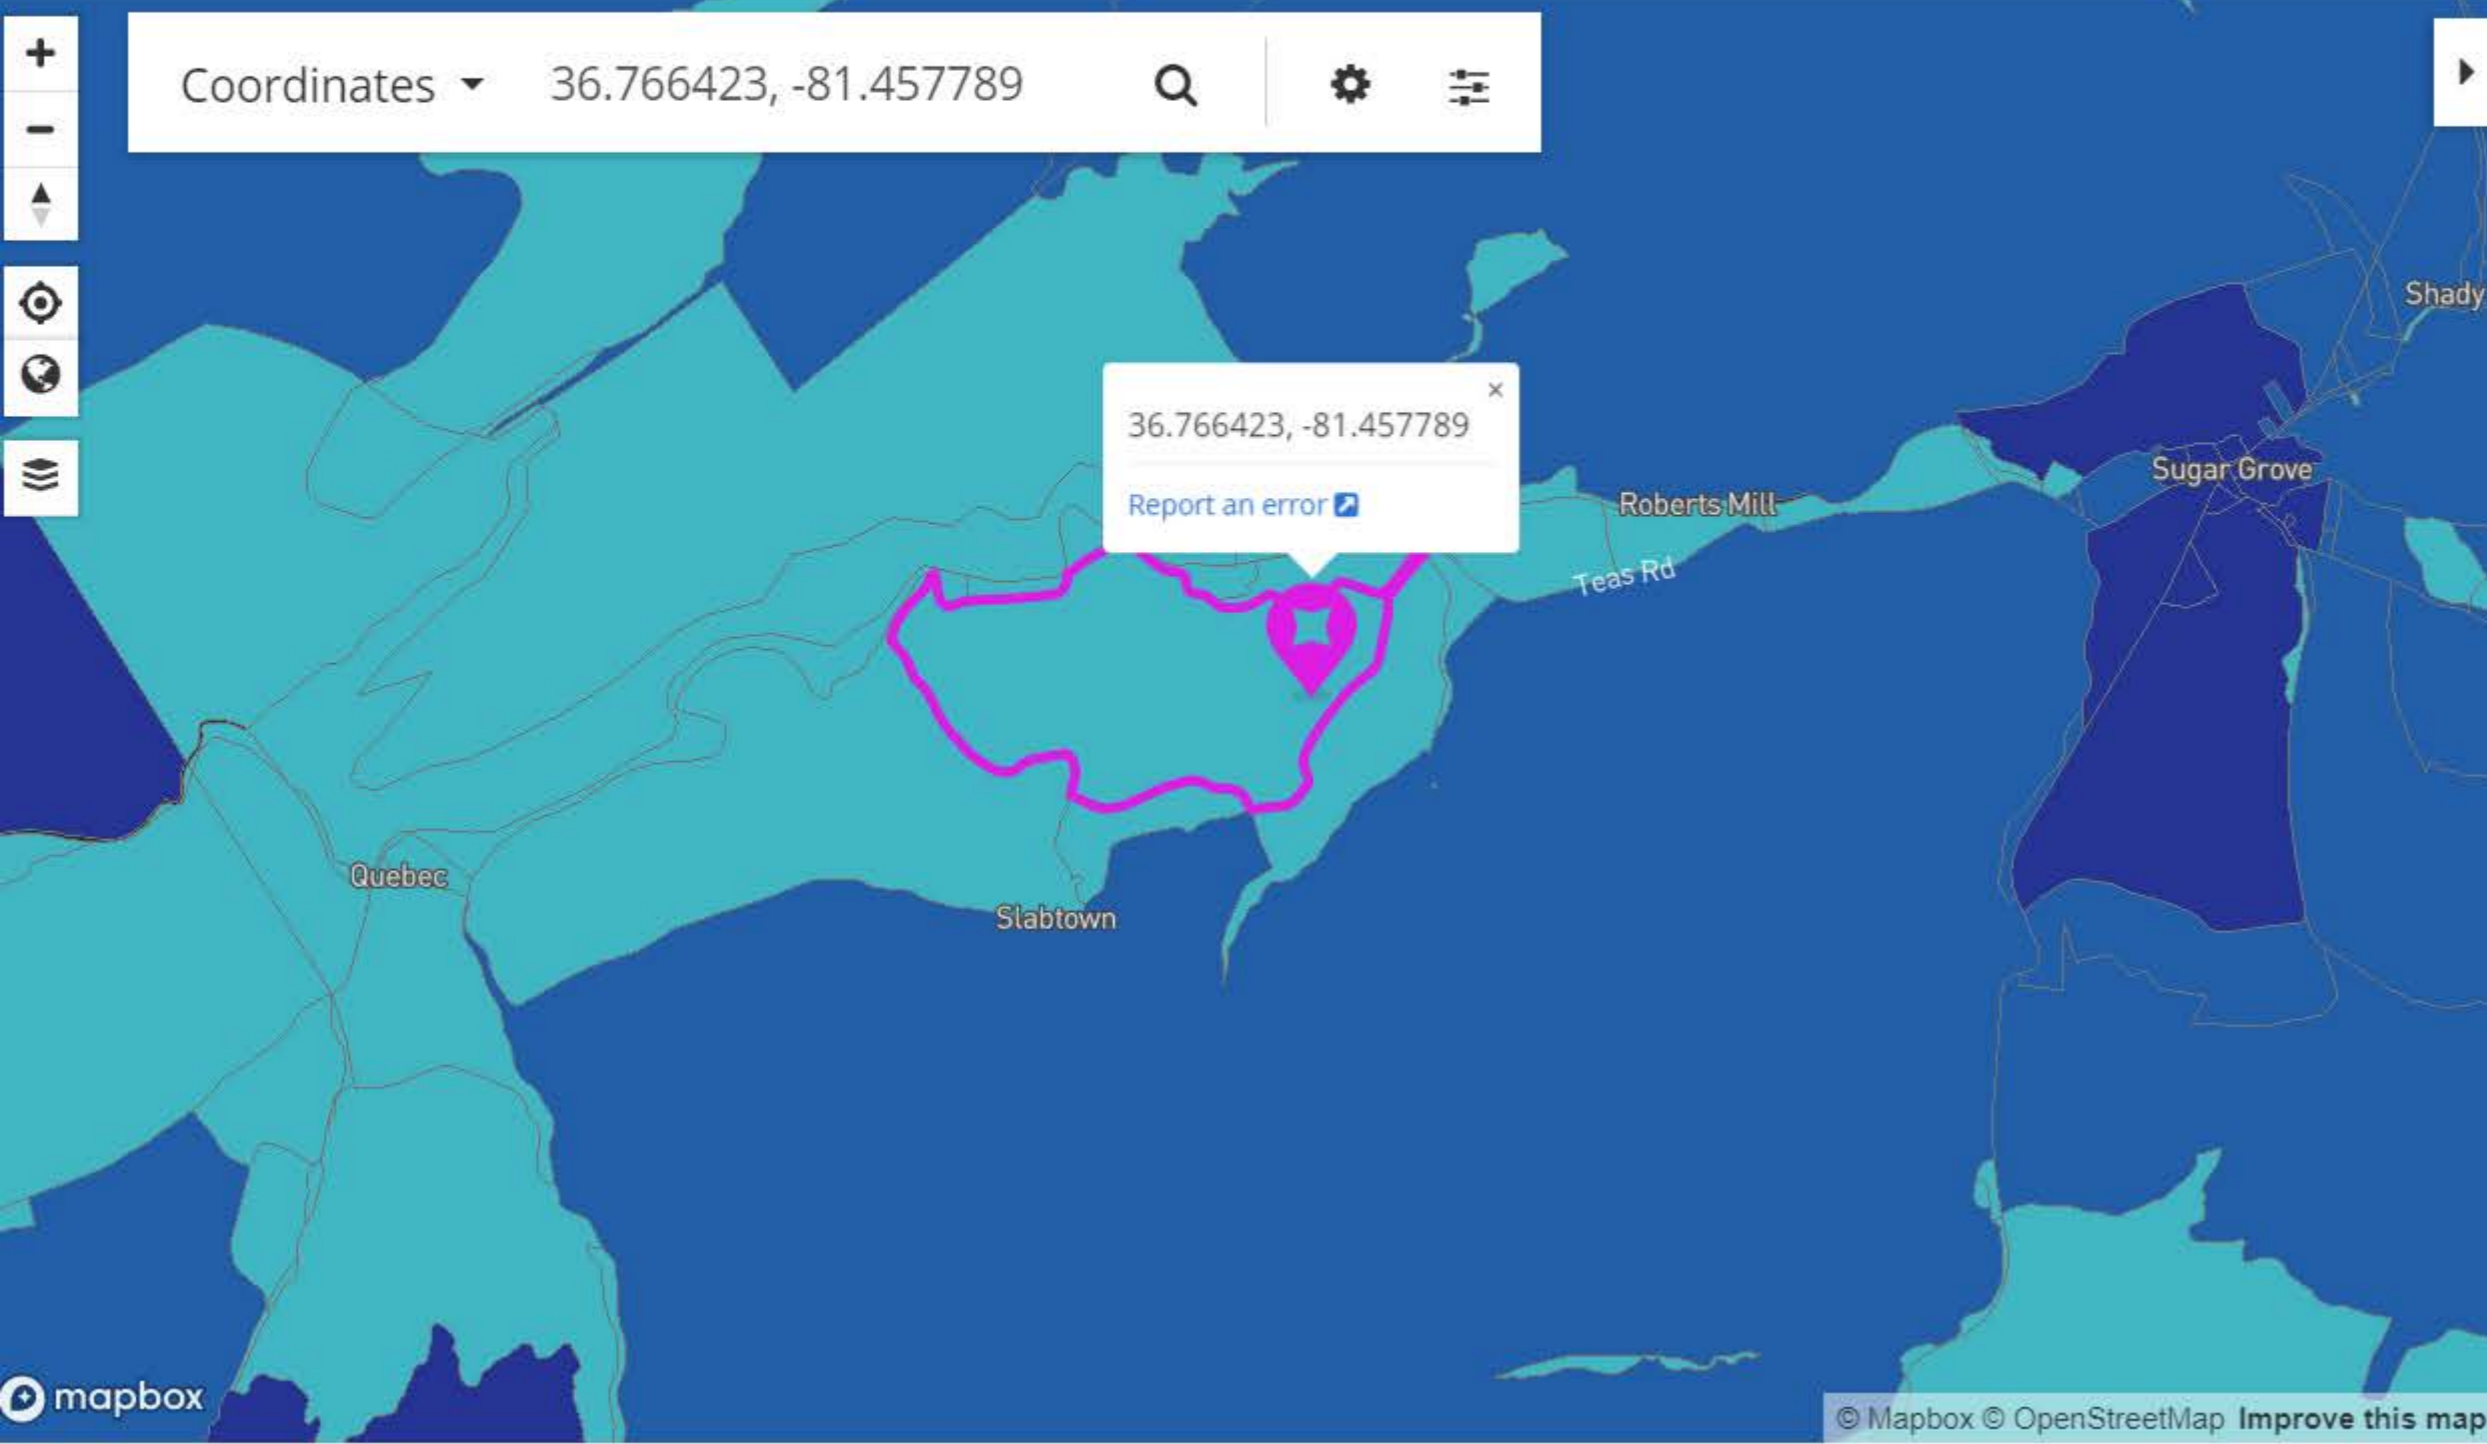 Coordinates 36.766423, -81.457789
Shady
36.766423, -81.457789
×
Report an error
Sugar Grove
Roberts Mill
Teas Rd
Quebec
Slabtown
mapbox
© Mapbox © OpenStreetMap Improve this map